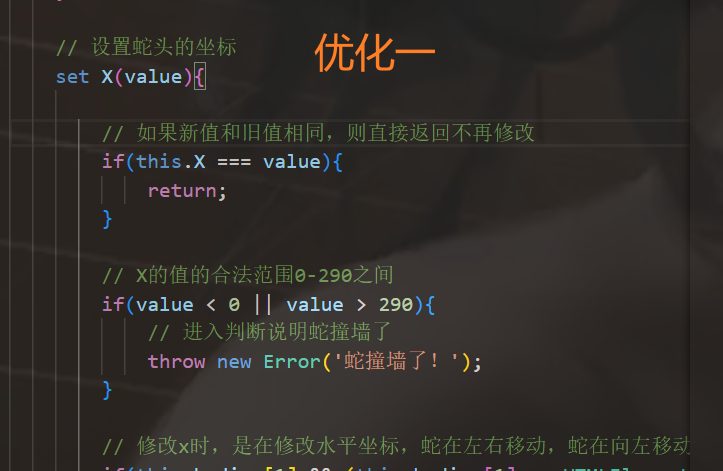 // 设置蛇头的坐标
优化一
set X(value){
// 如果新值和旧值相同，则直接返回不再修改
if(this.X === value){
return;
}
// X的值的合法范围0-290之间
if(value < 0 || value > 290){
// 进入判断说明蛇撞墙了
throw new Error('蛇撞墙了！');
}
// 修改x时，是在修改水平坐标，蛇在左右移动，蛇在向左移动